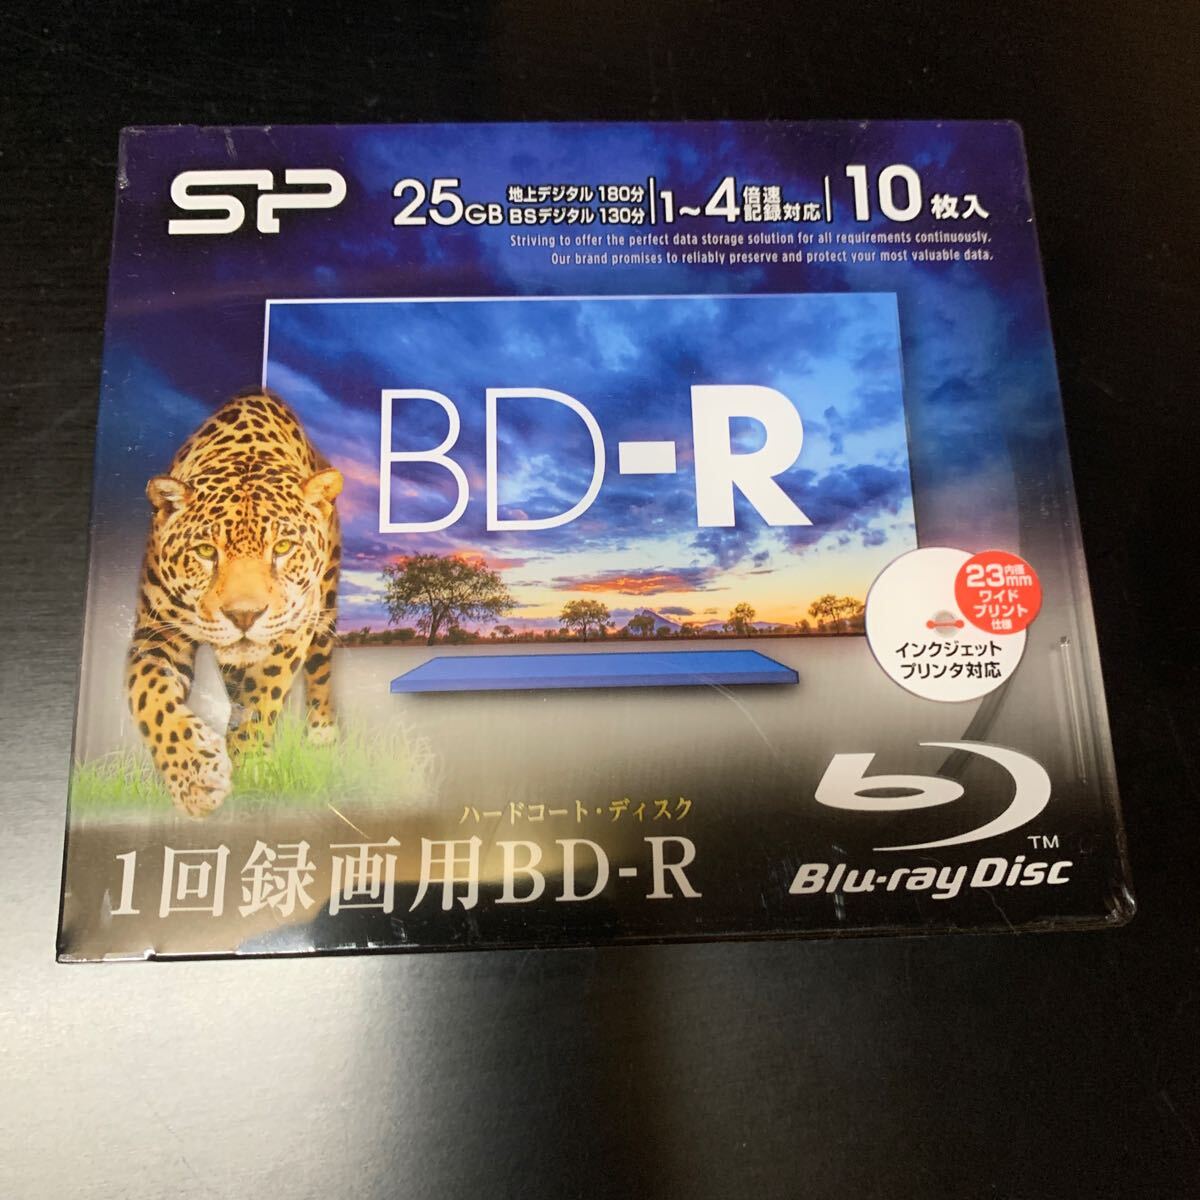 SP
25GB
地上デジタル 180分
BSデジタル 130分
1~4倍速記録対応
10枚入
Striving to offer the perfect data storage solution for all requirements continuously.
Our brand promises to reliably preserve and protect your most valuable data.
BD-R
内径
23mm
ワイド
プリント
仕様
インクジェット
プリンタ対応
ハードコート・ディスク
1回録画用BD-R
TM
Blu-ray Disc